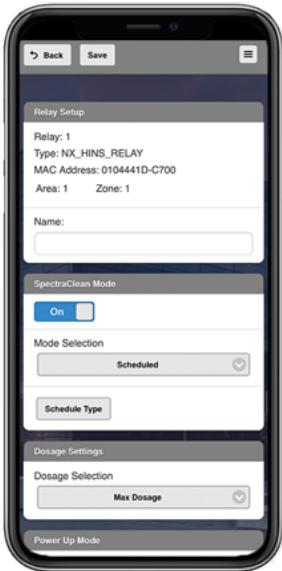 Back Save
Relay Setup
Relay: 1
Type: NX_HINS_RELAY
MAC Address: 0104441D-C700
Area: 1 Zone: 1
Name:
SpectraClean Mode
On
Mode Selection
Scheduled
Schedule Type
Dosage Settings
Dosage Selection
Max Dosage
Power Up Mode